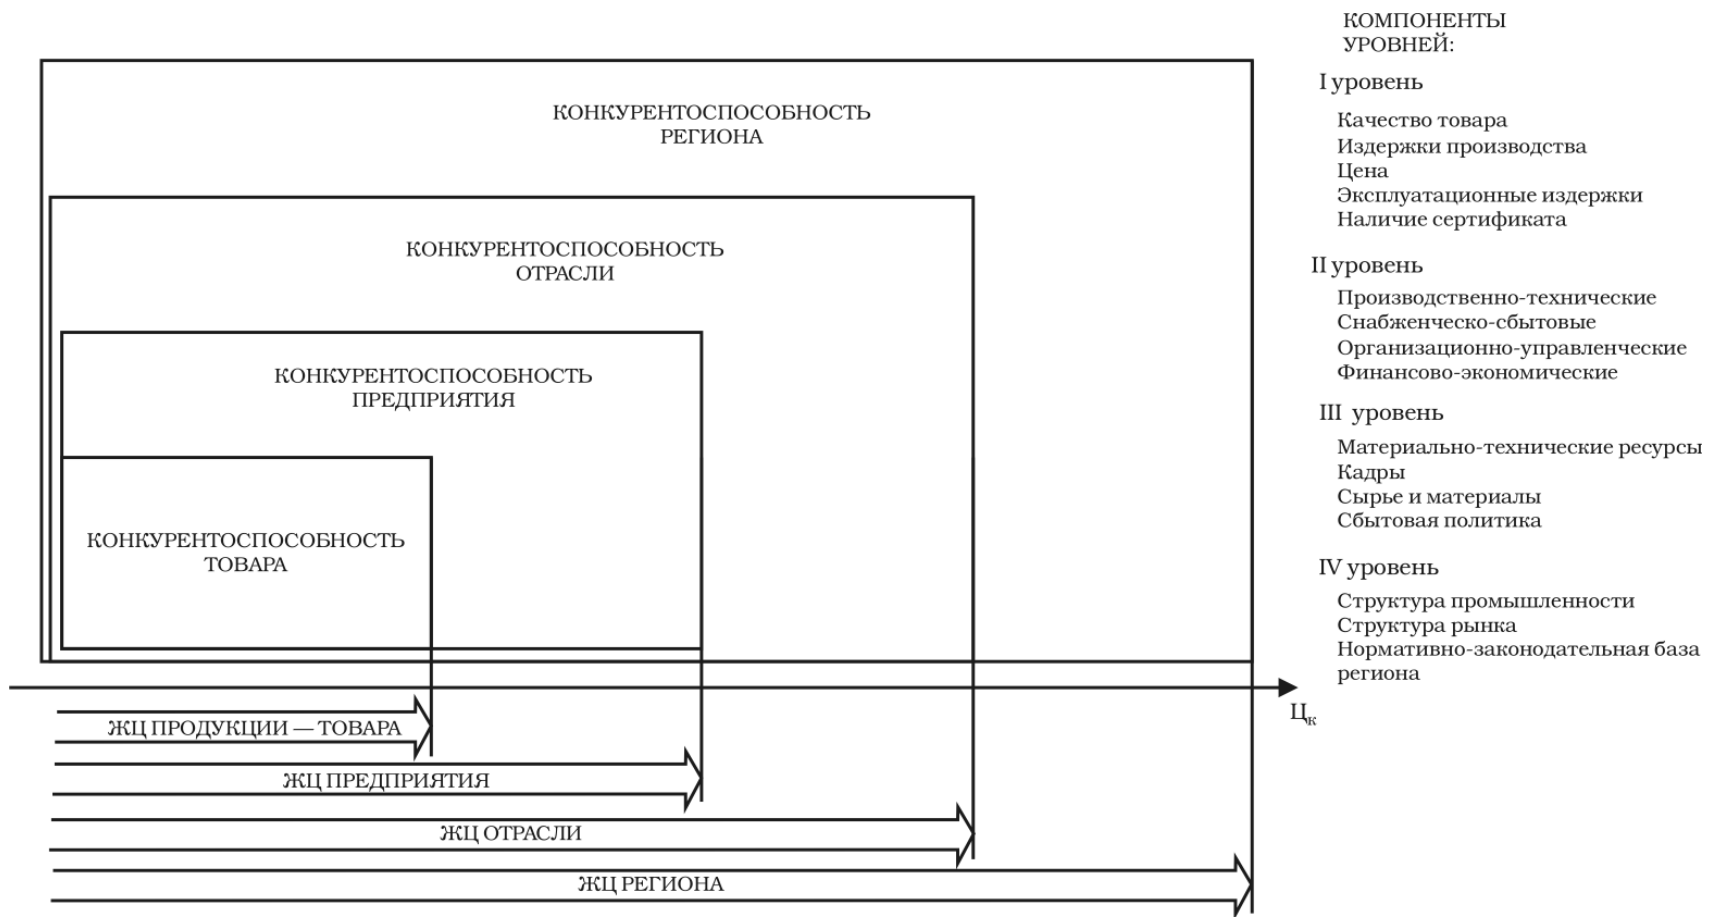 КОНКУРЕНТОСПОСОБНОСТЬ
РЕГИОНА
КОНКУРЕНТОСПОСОБНОСТЬ
ОТРАСЛИ
КОНКУРЕНТОСПОСОБНОСТЬ
ПРЕДПРИЯТИЯ
КОНКУРЕНТОСПОСОБНОСТЬ
ТОВАРА
Цк
ЖЦ ПРОДУКЦИИ — ТОВАРА
ЖЦ ПРЕДПРИЯТИЯ
ЖЦ ОТРАСЛИ
ЖЦ РЕГИОНА
КОМПОНЕНТЫ
УРОВНЕЙ:
I уровень
Качество товара
Издержки производства
Цена
Эксплуатационные издержки
Наличие сертификата
II уровень
Производственно-технические
Снабженческо-сбытовые
Организационно-управленческие
Финансово-экономические
III уровень
Материально-технические ресурсы
Кадры
Сырье и материалы
Сбытовая политика
IV уровень
Структура промышленности
Структура рынка
Нормативно-законодательная база
региона